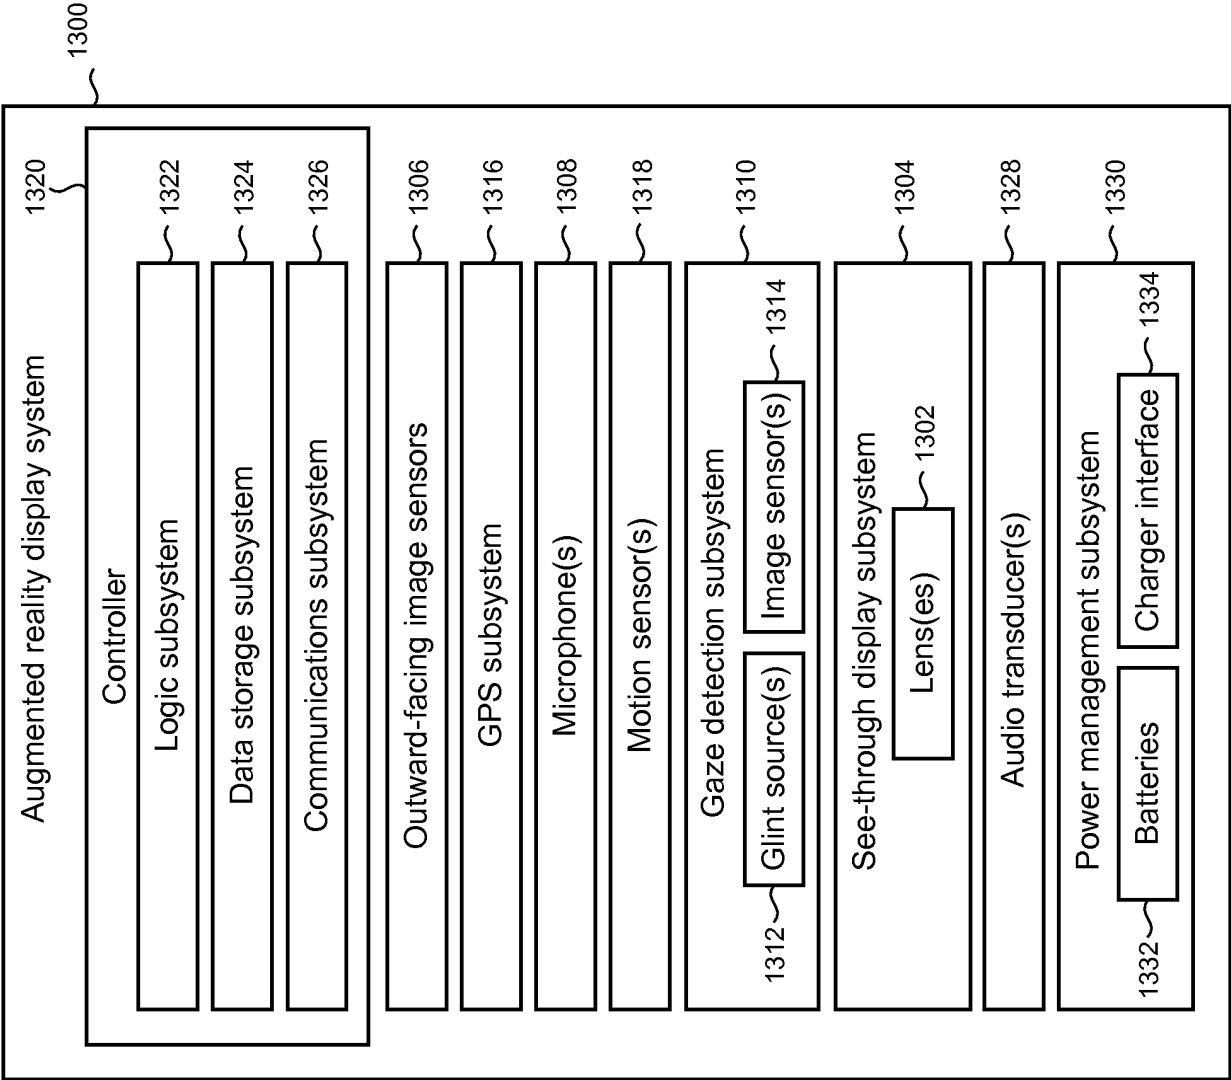 1300
Augmented reality display system
1320
Controller
Logic subsystem
1322
Data storage subsystem
1324
Communications subsystem
1326
Outward-facing image sensors
1306
GPS subsystem
1316
Microphone(s)
1308
Motion sensor(s)
1318
Gaze detection subsystem
1310
1312
Glint source(s)
Image sensor(s)
1314
See-through display subsystem
1304
Lens(es)
1302
Audio transducer(s)
1328
Power management subsystem
1330
1332
Batteries
Charger interface
1334